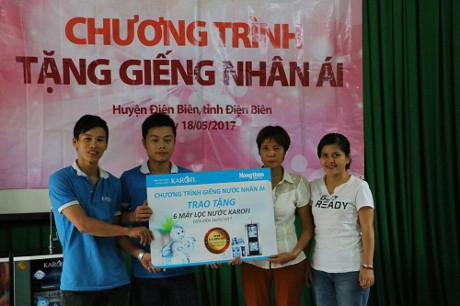 CHƯƠNG TRÌNH
TẶNG GIẾNG NHÂN ÁI
Huyện Điện Biên, tỉnh Điện Biên
y 18/05/2017
KAROFI
CHƯƠNG TRÌNH GIẾNG NƯỚC NHÂN ÁI
TRAO TẶNG
6 MÁY LỌC NƯỚC KAROFI
READY